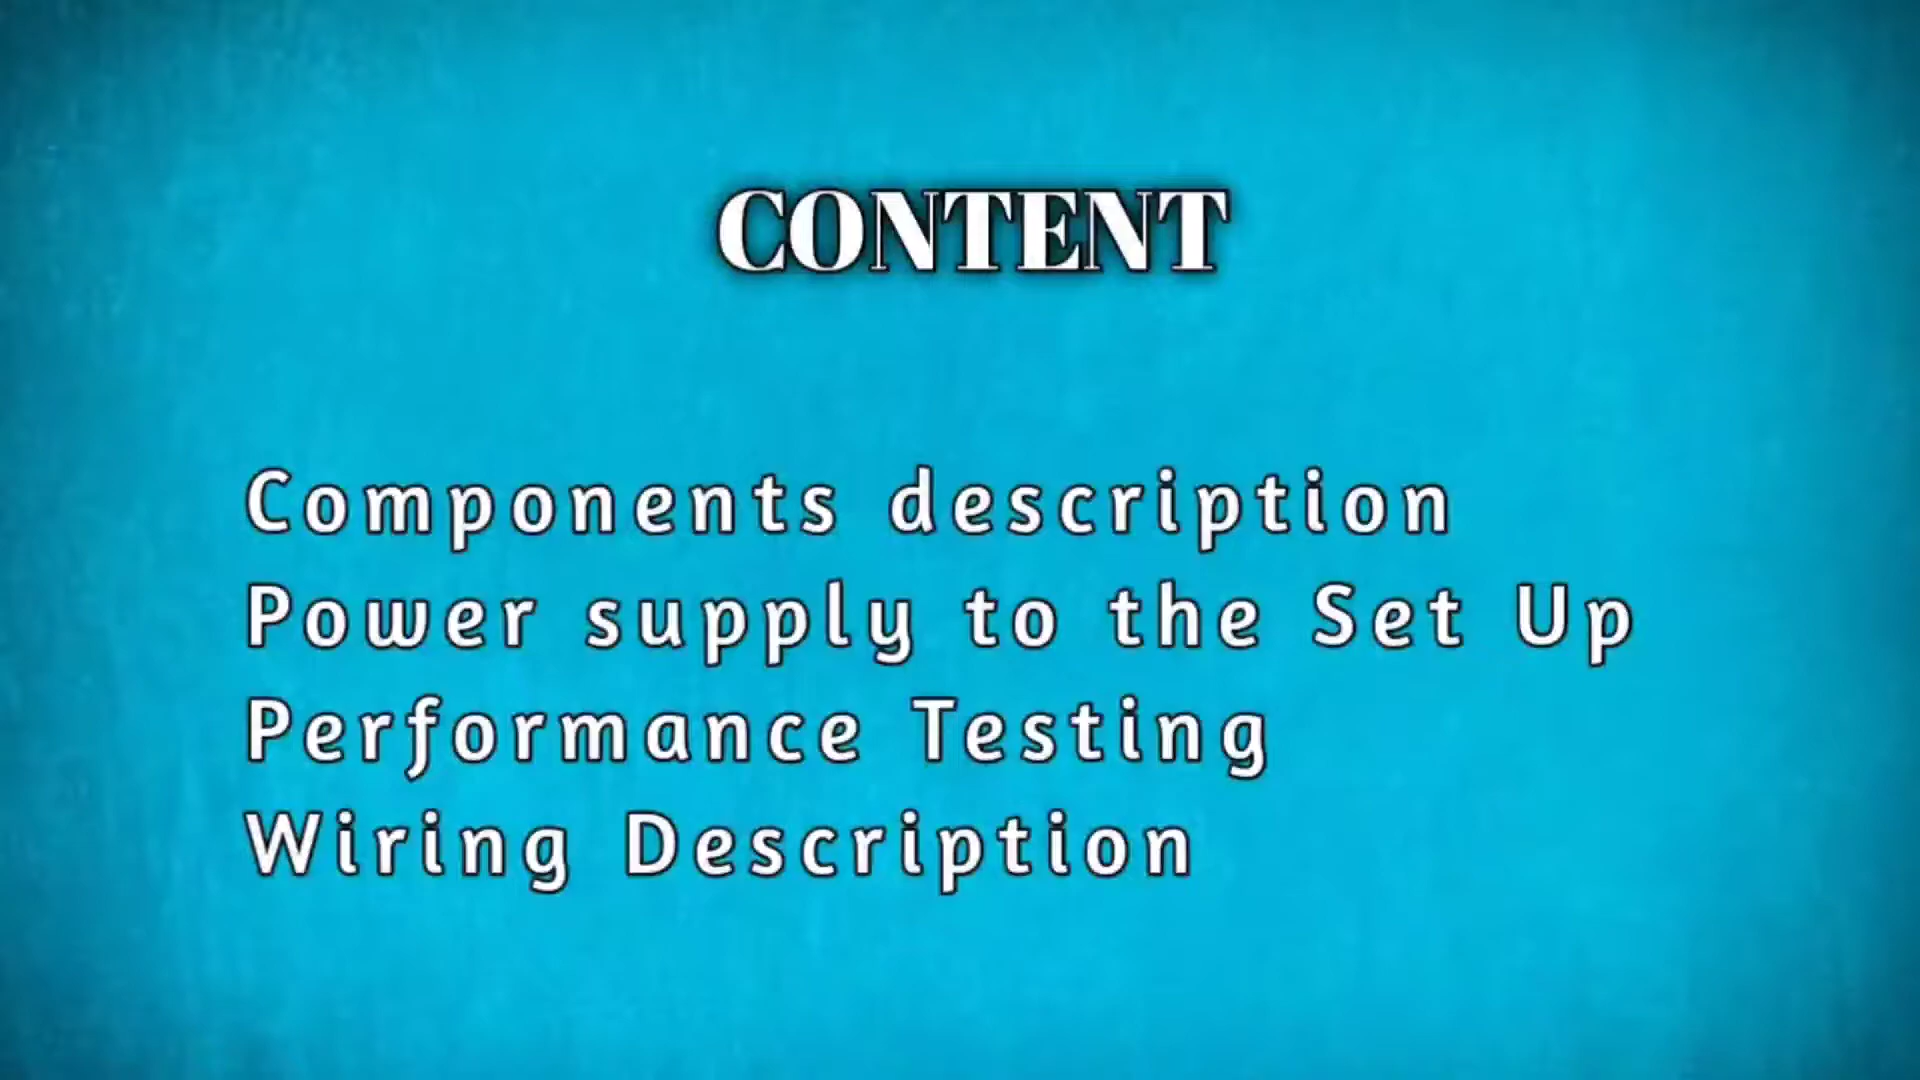 CONTENT
Components description
Power supply to the Set Up
Performance Testing
Wiring Description